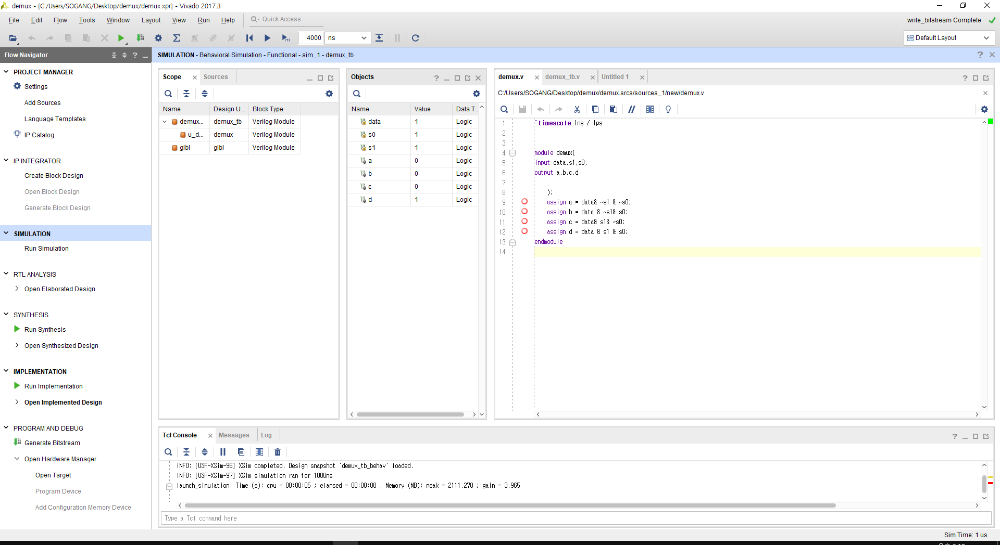 demux - [C:/Users/SOGANG/Desktop/demux/demux.xpr] - Vivado 2017.3
File Edit Flow Tools Window Layout View Run Help Quick Access
write_bitstream Complete
4000 ns
Default Layout
Flow Navigator
PROJECT MANAGER
Settings
Add Sources
Language Templates
IP Catalog
IP INTEGRATOR
Create Block Design
Open Block Design
Generate Block Design
SIMULATION
Run Simulation
RTL ANALYSIS
Open Elaborated Design
SYNTHESIS
Run Synthesis
Open Synthesized Design
IMPLEMENTATION
Run Implementation
Open Implemented Design
PROGRAM AND DEBUG
Generate Bitstream
Open Hardware Manager
Open Target
Program Device
Add Configuration Memory Device
SIMULATION - Behavioral Simulation - Functional - sim_1 - demux_tb
Scope Sources
Name Design U... Block Type
demux... demux_tb Verilog Module
u_d... demux Verilog Module
glbl glbl Verilog Module
Objects
Name Value Data T...
data 1 Logic
s0 1 Logic
s1 1 Logic
a 0 Logic
b 0 Logic
c 0 Logic
d 1 Logic
demux.v demux_tb.v Untitled 1
C:/Users/SOGANG/Desktop/demux/demux.srcs/sources_1/new/demux.v
1 `timescale 1ns / 1ps
2
3
4 module demux(
5 input data,s1,s0,
6 output a,b,c,d
7
8 );
9 assign a = data& ~s1 & ~s0;
10 assign b = data & ~s1& s0;
11 assign c = data& s1& ~s0;
12 assign d = data & s1 & s0;
13 endmodule
14
Tcl Console Messages Log
INFO: [USF-XSim-96] XSim completed. Design snapshot 'demux_tb_behav' loaded.
INFO: [USF-XSim-97] XSim simulation ran for 1000ns
launch_simulation: Time (s): cpu = 00:00:05 ; elapsed = 00:00:08 . Memory (MB): peak = 2111.270 ; gain = 3.965
Type a Tcl command here
Sim Time: 1 us